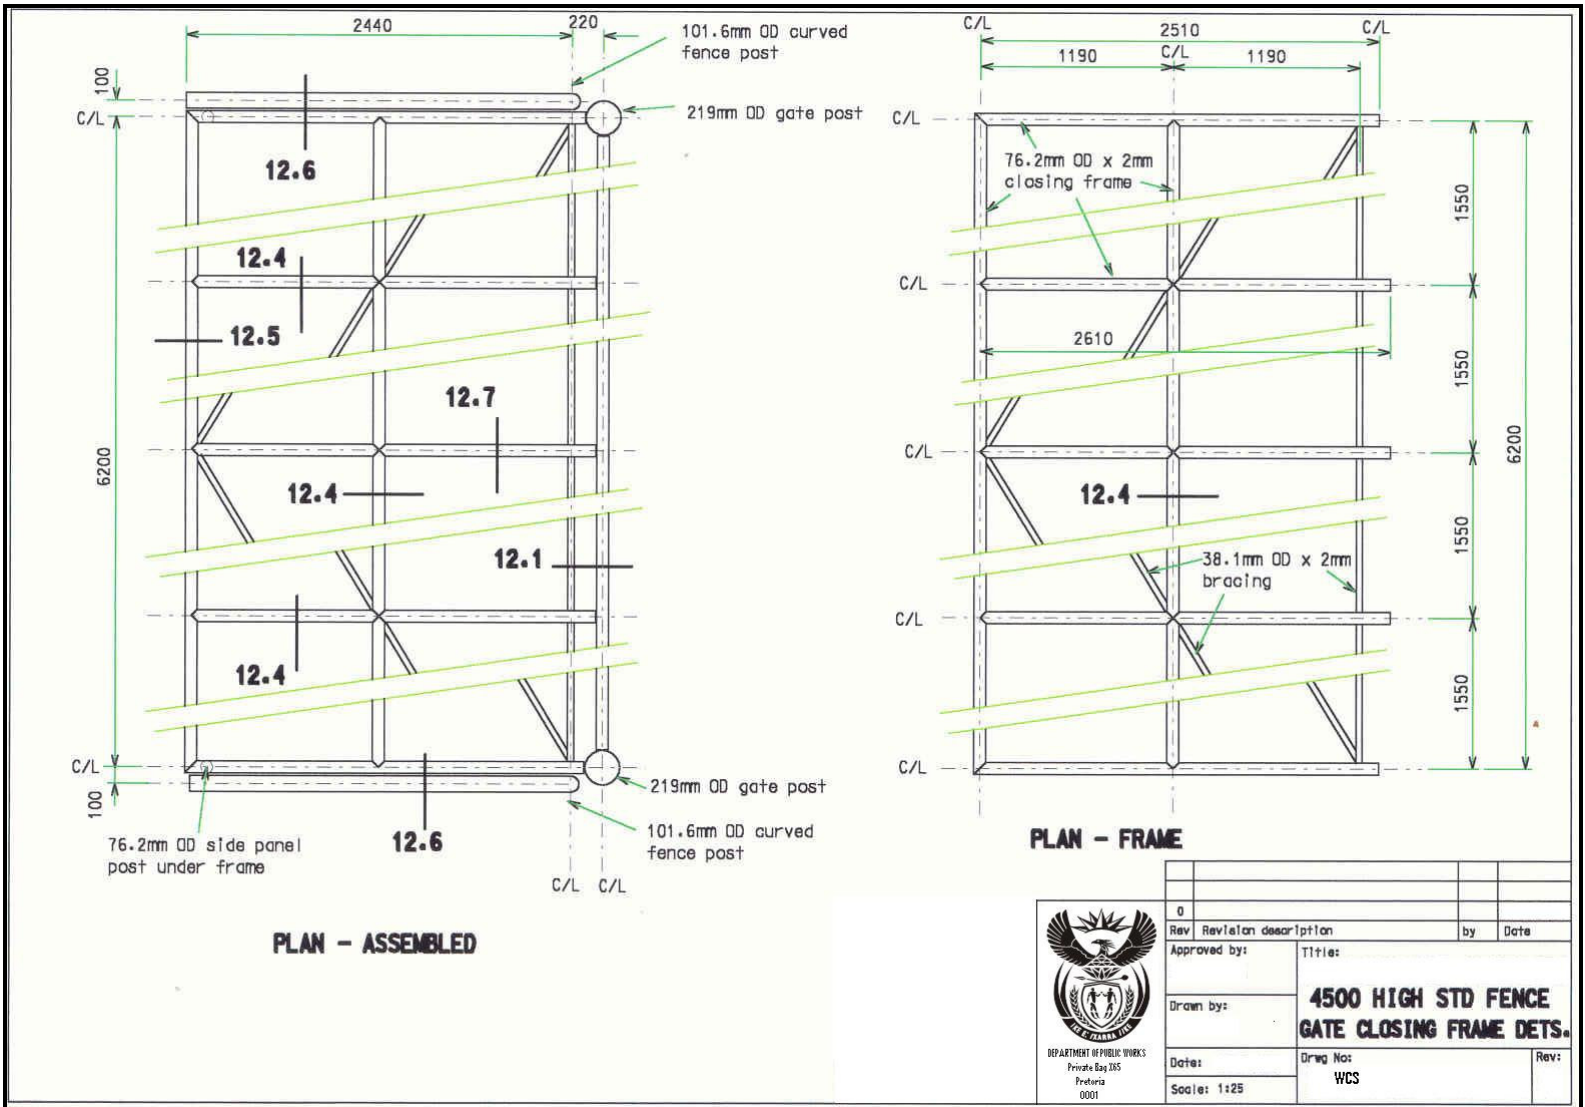 2440
220
101.6mm OD curved
fence post
219mm OD gate post
100
C/L
12.6
12.4
12.5
12.7
6200
12.4
12.1
12.4
C/L
100
219mm OD gate post
76.2mm OD side panel
post under frame
12.6
101.6mm OD curved
fence post
C/L C/L
PLAN - ASSEMBLED
C/L
2510
C/L
1190
C/L
1190
C/L
76.2mm OD x 2mm
closing frame
1550
C/L
2610
1550
C/L
6200
12.4
1550
38.1mm OD x 2mm
bracing
C/L
1550
C/L
PLAN - FRAME
0
Rev Revision description by Date
Approved by:
Title:
4500 HIGH STD FENCE
GATE CLOSING FRAME DETS.
Drawn by:
Date:
Scale: 1:25
Drwg No:
WCS
Rev:
DEPARTMENT OF PUBLIC WORKS
Private Bag X65
Pretoria
0001